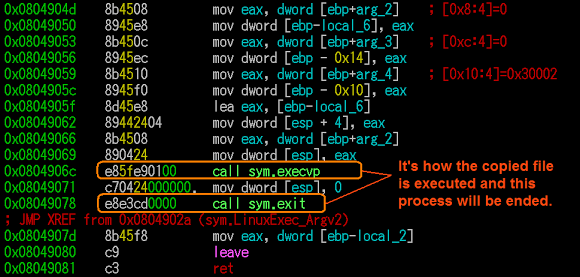 0x0804904d 8b4508 mov eax, dword [ebp+arg_2] ; [0x8:4]=0
0x08049050 8945e8 mov dword [ebp-local_6], eax
0x08049053 8b450c mov eax, dword [ebp+arg_3] ; [0xc:4]=0
0x08049056 8945ec mov dword [ebp - 0x14], eax
0x08049059 8b4510 mov eax, dword [ebp+arg_4] ; [0x10:4]=0x30002
0x0804905c 8945f0 mov dword [ebp - 0x10], eax
0x0804905f 8d45e8 lea eax, [ebp-local_6]
0x08049062 89442404 mov dword [esp + 4], eax
0x08049066 8b4508 mov eax, dword [ebp+arg_2]
0x08049069 890424 mov dword [esp], eax
0x0804906c e85fe90100 call sym.execvp
0x08049071 c70424000000. mov dword [esp], 0
0x08049078 e8e3cd0000 call sym.exit
It's how the copied file
is executed and this
process will be ended.
; JMP XREF from 0x0804902a (sym.LinuxExec_Argv2)
0x0804907d 8b45f8 mov eax, dword [ebp-local_2]
0x08049080 c9 leave
0x08049081 c3 ret